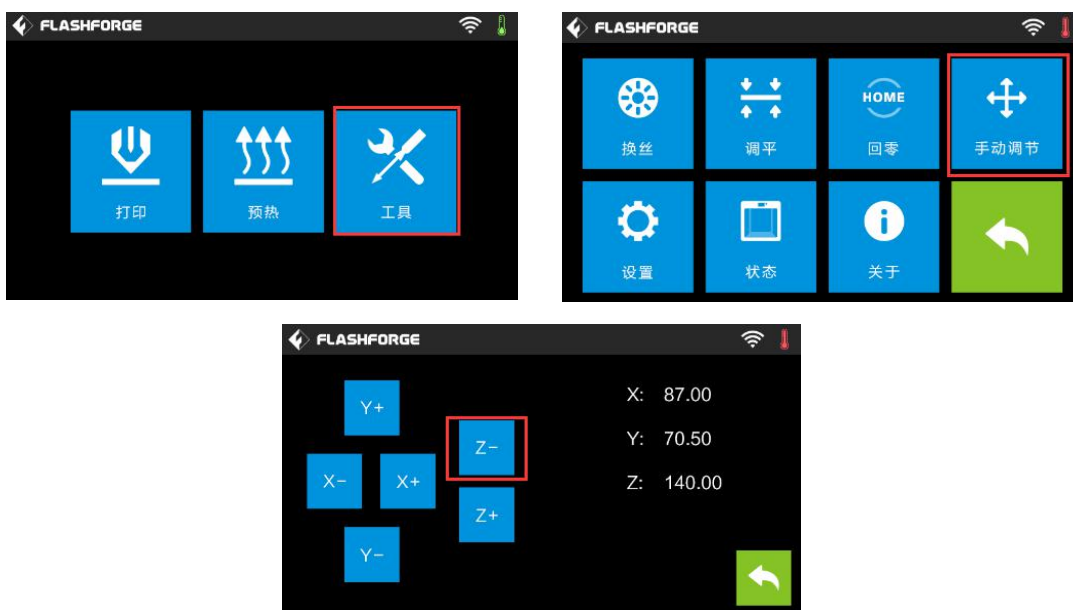 FLASHFORGE
打印 预热 工具
FLASHFORGE
HOME
换丝 调平 回零 手动调节
设置 状态 关于
FLASHFORGE
Y+
Z-
X- X+
Z+
Y-
X: 87.00
Y: 70.50
Z: 140.00